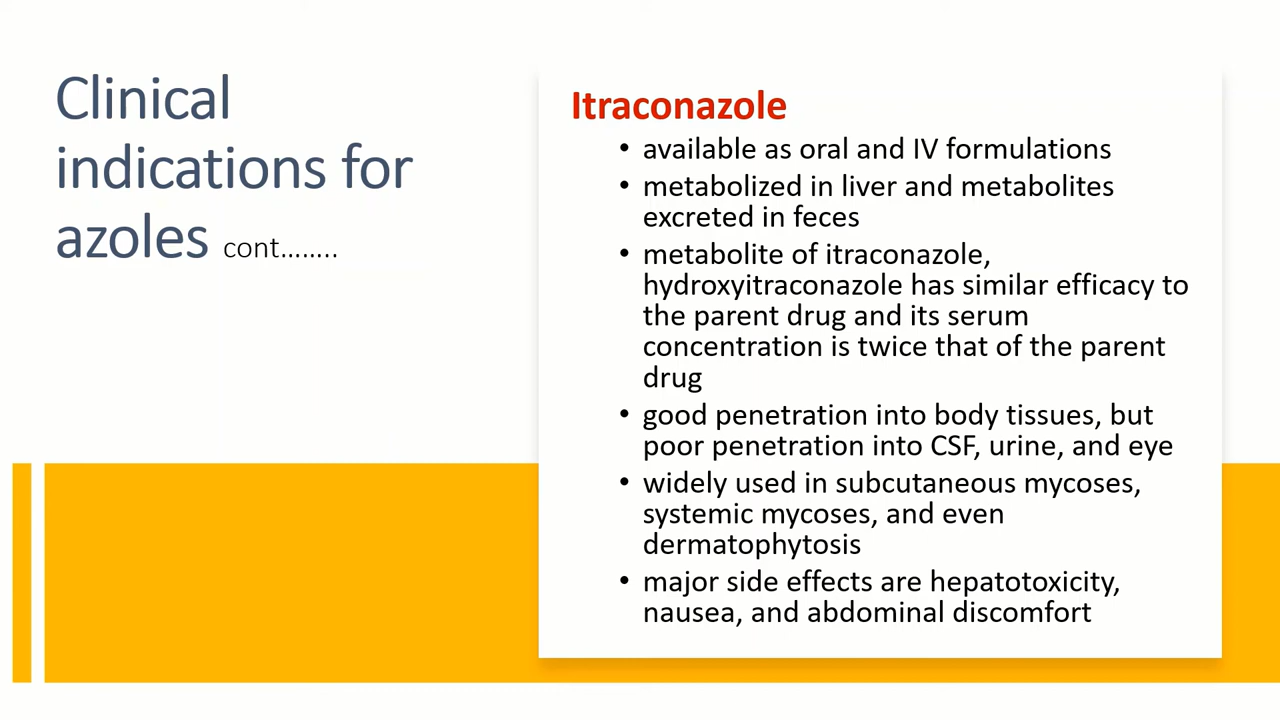 Clinical
indications for
azoles cont……..
Itraconazole
• available as oral and IV formulations
• metabolized in liver and metabolites
excreted in feces
• metabolite of itraconazole,
hydroxyitraconazole has similar efficacy to
the parent drug and its serum
concentration is twice that of the parent
drug
• good penetration into body tissues, but
poor penetration into CSF, urine, and eye
• widely used in subcutaneous mycoses,
systemic mycoses, and even
dermatophytosis
• major side effects are hepatotoxicity,
nausea, and abdominal discomfort